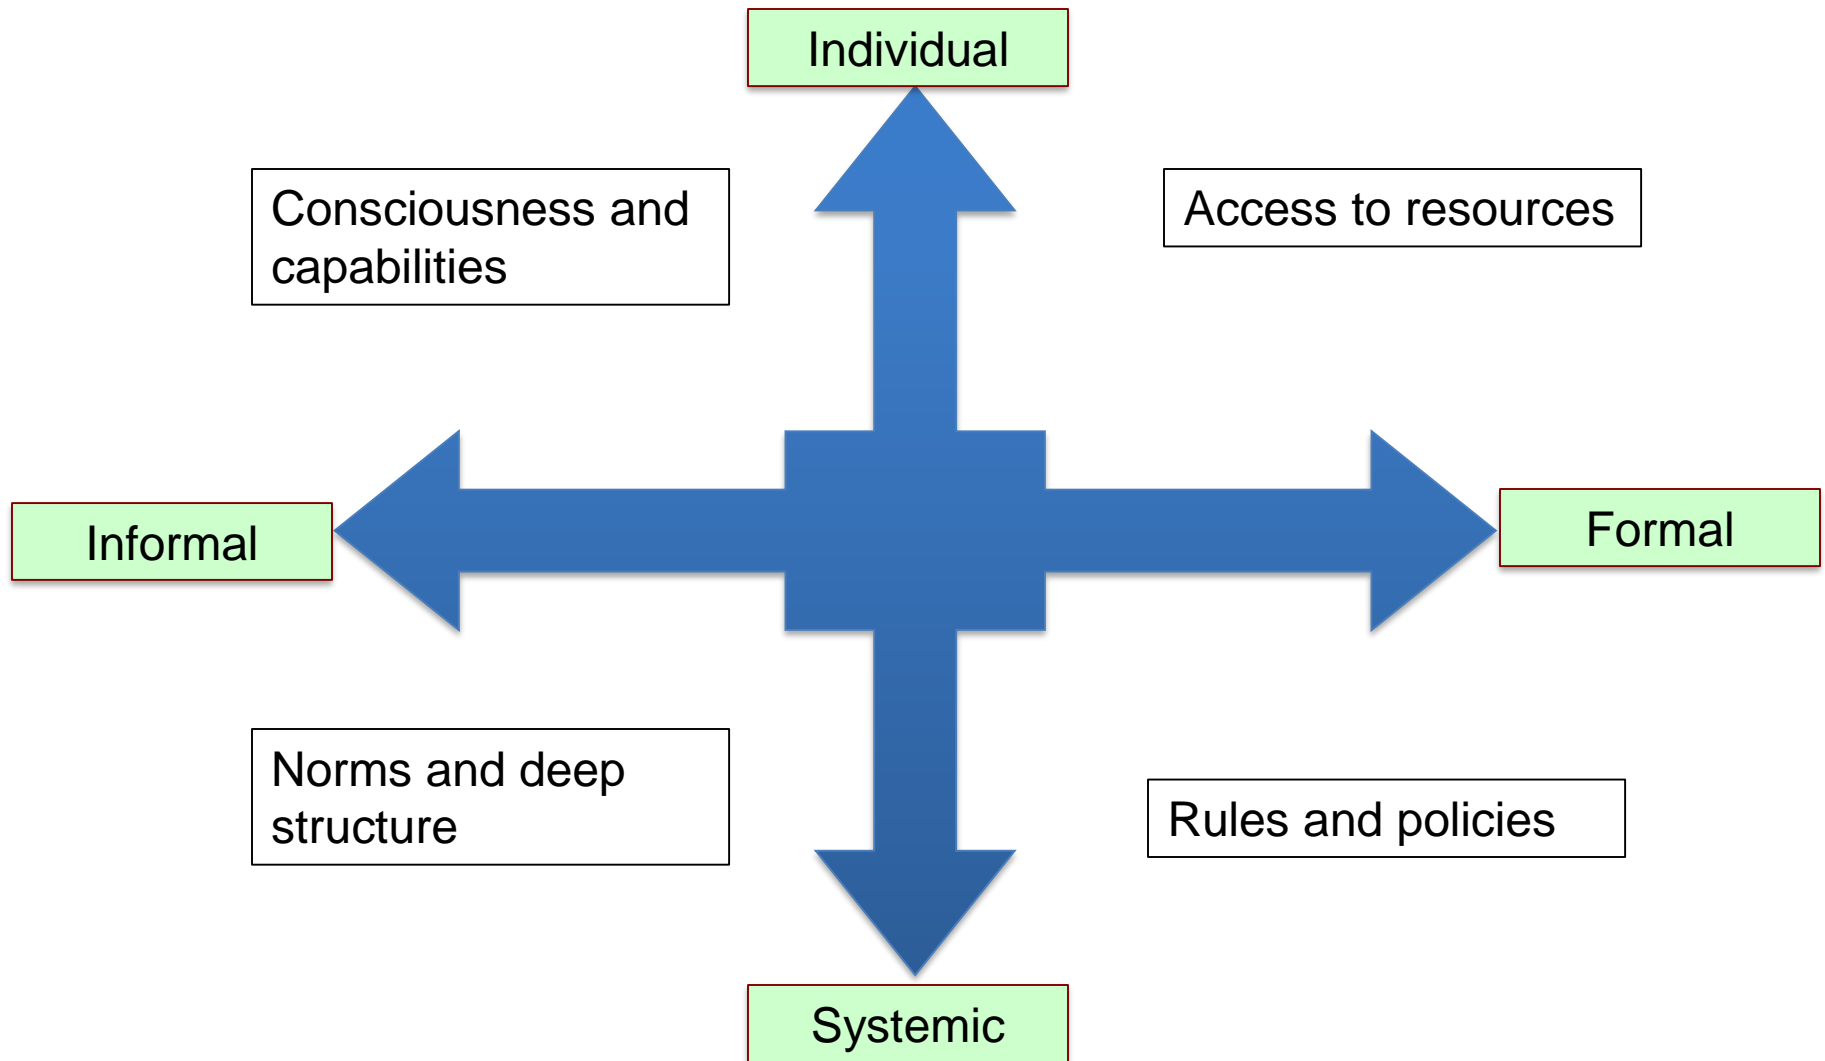 Individual
Consciousness and
capabilities
Access to resources
Informal
Formal
Norms and deep
structure
Rules and policies
Systemic